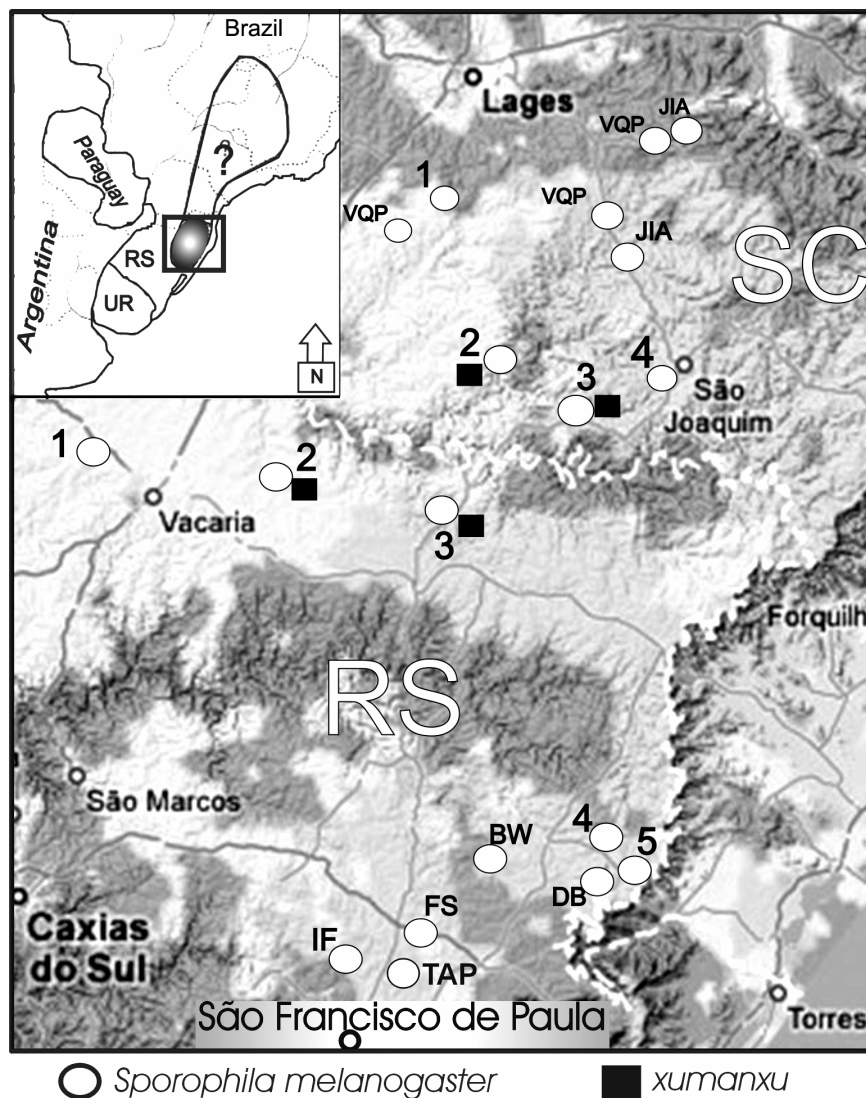 Brazil
Paraguay
?
Argentina
RS
UR
N
Lages
JIA
VQP
1
VQP
VQP
JIA
SC
2
3
4
São
Joaquim
1
2
Vacaria
3
Forquilh
RS
São Marcos
4
BW
5
DB
FS
Caxias
do Sul
IF
TAP
São Francisco de Paula
Torres
Sporophila melanogaster
xumanxu